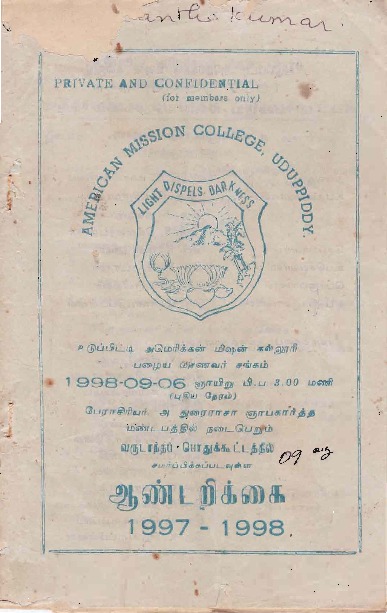 antha kumar.
PRIVATE AND CONFIDENTIAL
(for members only)
AMERICAN MISSION COLLEGE, UDUPPIDDY.
LIGHT DISPELS DARKNESS
உடுப்பிட்டி அமெரிக்கன் மிஷன் கல்லூரி
பழைய மாணவர் சங்கம்
1998-09-06 ஞாயிறு பி.ப 3.00 மணி
(புதிய நேரம்)
பேராசிரியர் அ துரைராசா ஞாபகார்த்த
மண்டபத்தில் நடைபெறும்
வருடாந்தப் பொதுக்கூட்டத்தில்
சமர்ப்பிக்கப்படவுள்ள
09
ஆண்டறிக்கை
1997 - 1998